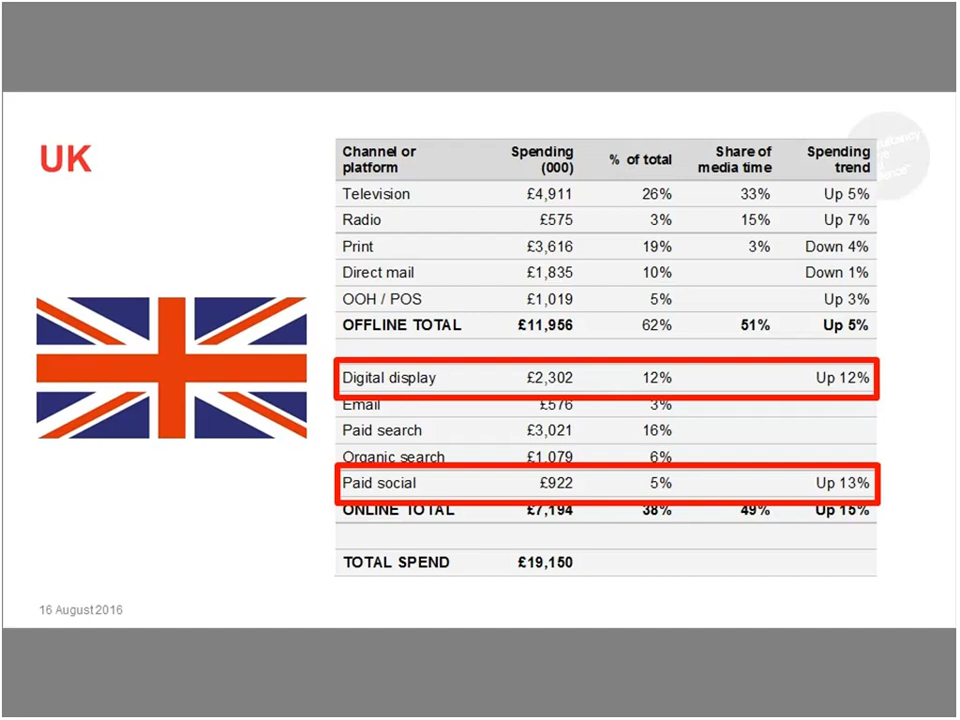 UK
Channel or platform Spending (000) % of total Share of media time Spending trend
Television £4,911 26% 33% Up 5%
Radio £575 3% 15% Up 7%
Print £3,616 19% 3% Down 4%
Direct mail £1,835 10% Down 1%
OOH / POS £1,019 5% Up 3%
OFFLINE TOTAL £11,956 62% 51% Up 5%
Digital display £2,302 12% Up 12%
Email £576 3%
Paid search £3,021 16%
Organic search £1,079 6%
Paid social £922 5% Up 13%
ONLINE TOTAL £7,194 38% 49% Up 15%
TOTAL SPEND £19,150
16 August 2016